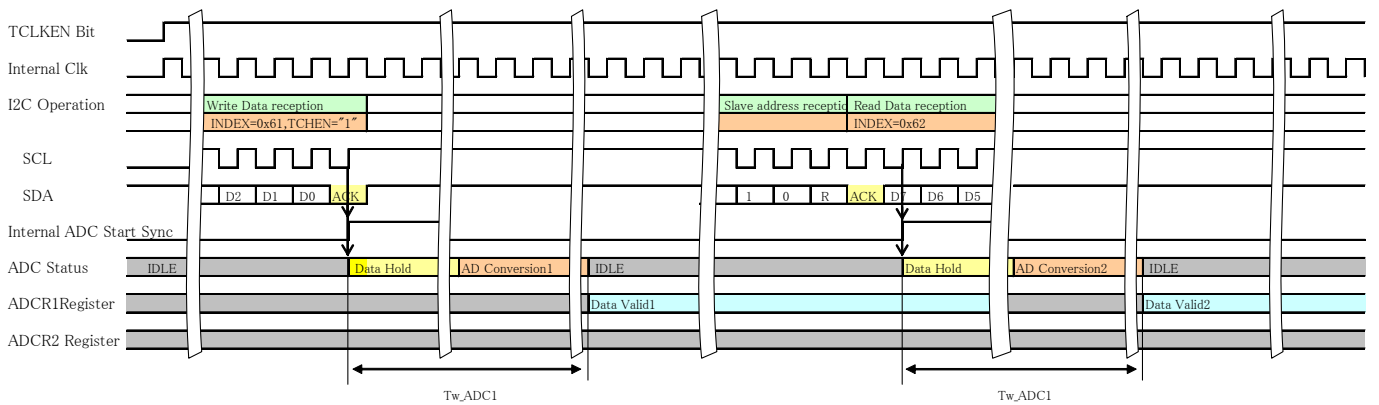 TCLKEN Bit
Internal Clk
I2C Operation Write Data reception Slave address receptio Read Data reception
INDEX=0x61,TCHEN="1" INDEX=0x62
SCL
SDA D2 D1 D0 ACK 1 0 R ACK D7 D6 D5
Internal ADC Start Sync
ADC Status IDLE Data Hold AD Conversion1 IDLE Data Hold AD Conversion2 IDLE
ADCR1Register Data Valid1 Data Valid2
ADCR2 Register
Tw_ADC1 Tw_ADC1